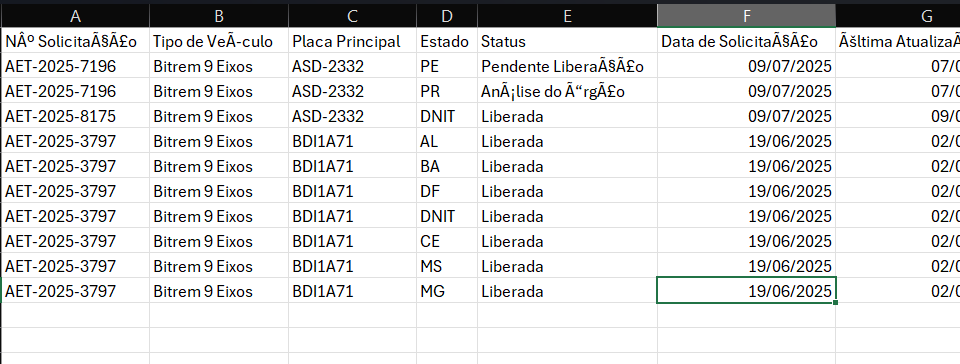 A B C D E F G
NÂº SolicitaÃ§Ã£o Tipo de VeÃ-culo Placa Principal Estado Status Data de SolicitaÃ§Ã£o Ãšltima AtualizaÃ
AET-2025-7196 Bitrem 9 Eixos ASD-2332 PE Pendente LiberaÃ§Ã£o 09/07/2025 07/0
AET-2025-7196 Bitrem 9 Eixos ASD-2332 PR AnÃ¡lise do Ã“rgÃ£o 09/07/2025 07/0
AET-2025-8175 Bitrem 9 Eixos ASD-2332 DNIT Liberada 09/07/2025 09/0
AET-2025-3797 Bitrem 9 Eixos BDI1A71 AL Liberada 19/06/2025 02/0
AET-2025-3797 Bitrem 9 Eixos BDI1A71 BA Liberada 19/06/2025 02/0
AET-2025-3797 Bitrem 9 Eixos BDI1A71 DF Liberada 19/06/2025 02/0
AET-2025-3797 Bitrem 9 Eixos BDI1A71 DNIT Liberada 19/06/2025 02/0
AET-2025-3797 Bitrem 9 Eixos BDI1A71 CE Liberada 19/06/2025 02/0
AET-2025-3797 Bitrem 9 Eixos BDI1A71 MS Liberada 19/06/2025 02/0
AET-2025-3797 Bitrem 9 Eixos BDI1A71 MG Liberada 19/06/2025 02/0